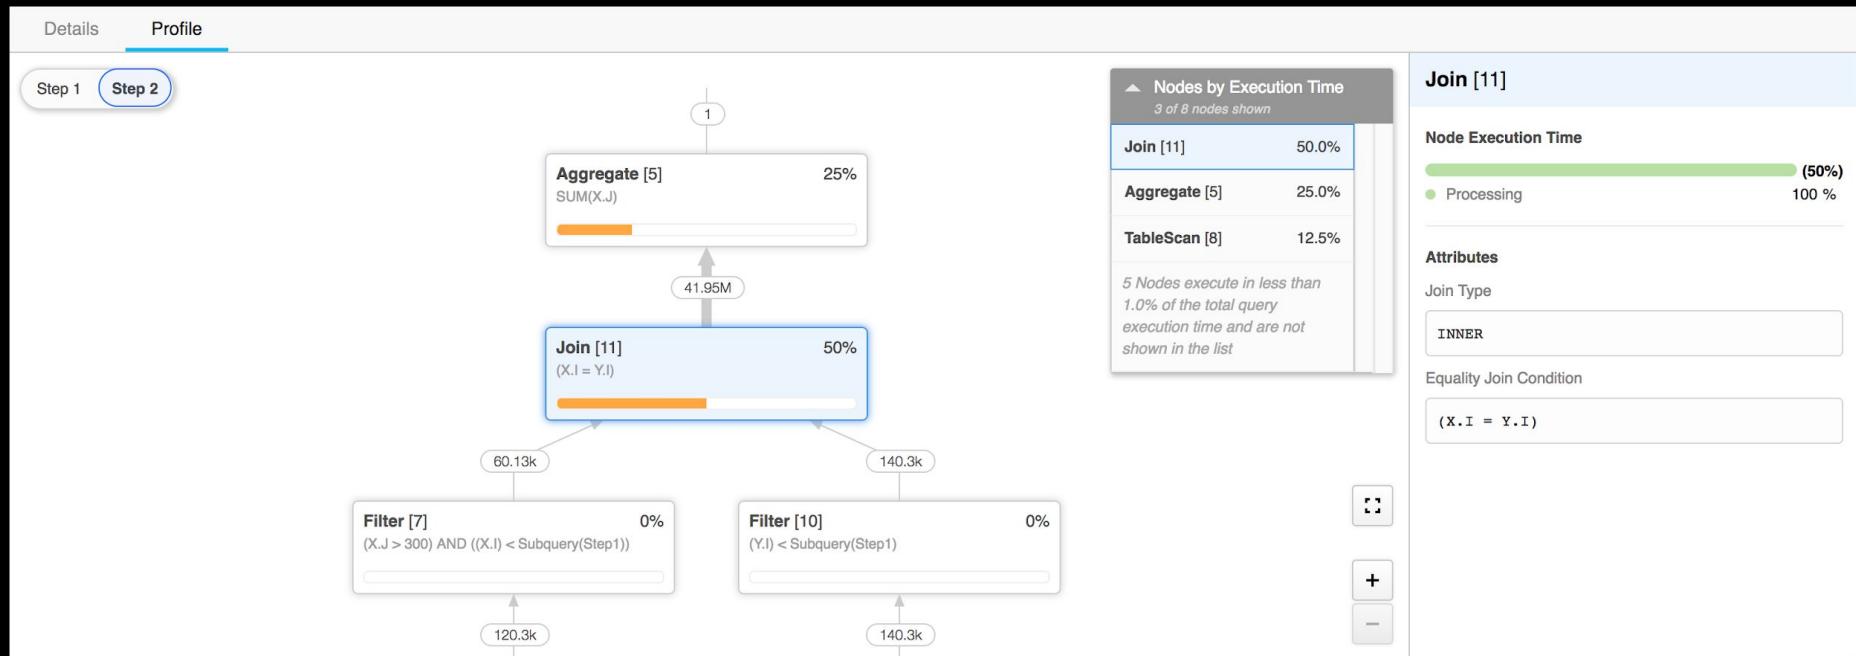 Details
Profile
Step 1
Step 2
1
Aggregate [5]
25%
SUM(X.J)
41.95M
Join [11]
50%
(X.I = Y.I)
60.13k
140.3k
Filter [7]
0%
(X.J > 300) AND ((X.I) < Subquery(Step1))
Filter [10]
0%
(Y.I) < Subquery(Step1)
120.3k
140.3k
Nodes by Execution Time
3 of 8 nodes shown
Join [11]
50.0%
Aggregate [5]
25.0%
TableScan [8]
12.5%
5 Nodes execute in less than
1.0% of the total query
execution time and are not
shown in the list
+
−
Join [11]
Node Execution Time
(50%)
Processing
100 %
Attributes
Join Type
INNER
Equality Join Condition
(X.I = Y.I)